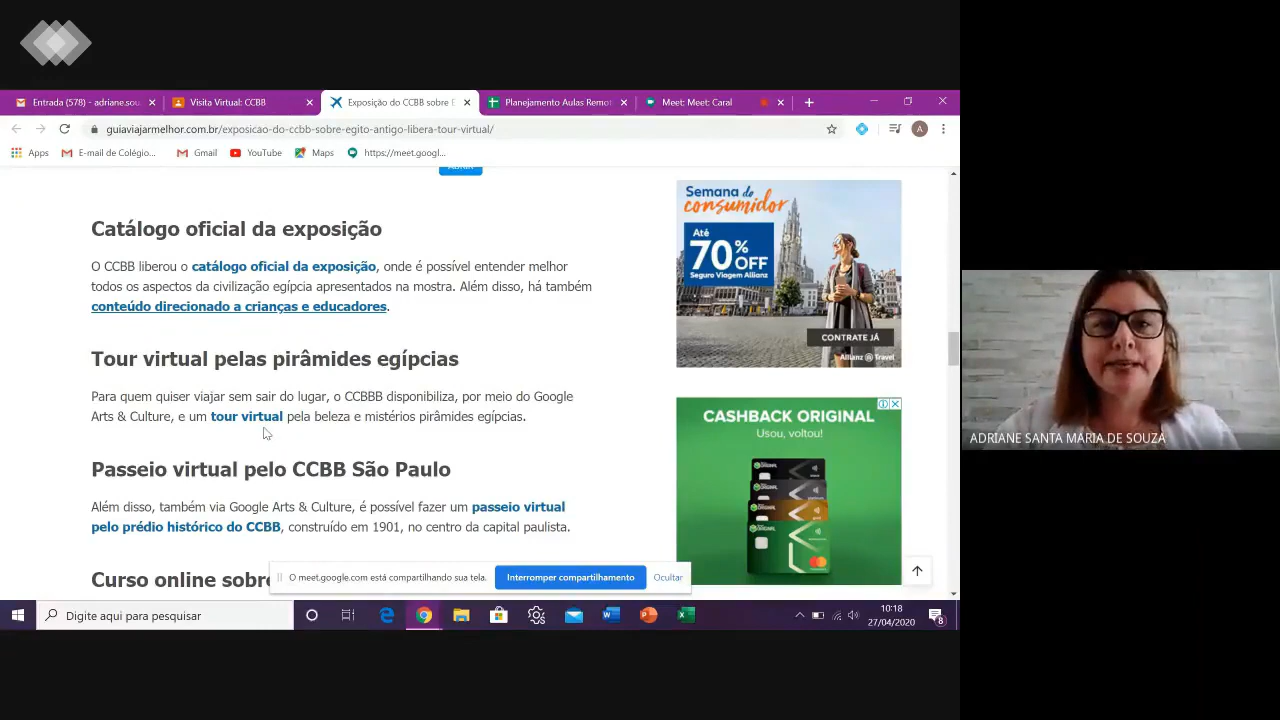 Entrada (578) - adriane.sou
Visita Virtual: CCBB
Exposição do CCBB sobre E
Planejamento Aulas Remo
Meet: Meet: Caral
guiaviajarmelhor.com.br/exposicao-do-ccbb-sobre-egito-antigo-libera-tour-virtual/
A
Apps
E-mail de Colégio...
Gmail
YouTube
Maps
https://meet.googl...
Semana do
consumidor
Até
70%
OFF
Seguro Viagem Allianz
CONTRATE JÁ
Allianz Travel
Catálogo oficial da exposição
O CCBB liberou o catálogo oficial da exposição, onde é possível entender melhor
todos os aspectos da civilização egípcia apresentados na mostra. Além disso, há também
conteúdo direcionado a crianças e educadores.
Tour virtual pelas pirâmides egípcias
Para quem quiser viajar sem sair do lugar, o CCBBB disponibiliza, por meio do Google
Arts & Culture, e um tour virtual pela beleza e mistérios pirâmides egípcias.
CASHBACK ORIGINAL
Usou, voltou!
ADRIANE SANTA MARIA DE SOUZA
Passeio virtual pelo CCBB São Paulo
Além disso, também via Google Arts & Culture, é possível fazer um passeio virtual
pelo prédio histórico do CCBB, construído em 1901, no centro da capital paulista.
Curso online sobre
O meet.google.com está compartilhando sua tela.
Interromper compartilhamento
Ocultar
Digite aqui para pesquisar
10:18
27/04/2020
8